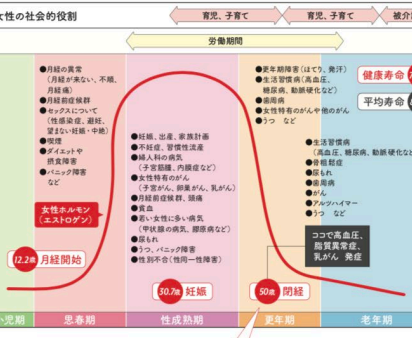 女性の社会的役割
育児、子育て
育児、子育て
被介
労働期間
●月経の異常
（月経が来ない、不順、
月経痛）
●月経前症候群
●セックスについて
（性感染症、避妊、
望まない妊娠・中絶）
●喫煙
●ダイエットや
摂食障害
●パニック障害
など
●妊娠、出産、家族計画
●不妊症、習慣性流産
●婦人科の病気
（子宮筋腫、内膜症など）
●女性特有のがん
（子宮がん、卵巣がん、乳がん）
●月経前症候群、頭痛
●貧血
●若い女性に多い病気
（甲状腺の病気、膠原病など）
●尿もれ
●うつ、パニック障害
●性別不合（性同一性障害）
●更年期障害（ほてり、発汗）
●生活習慣病（高血圧、
糖尿病、動脈硬化など）
●歯周病
●女性特有のがんや他のがん
●うつ など
健康寿命
平均寿命
●生活習慣病
（高血圧、糖尿病、動脈硬化など
●骨粗鬆症
●尿もれ
●歯周病
●がん
●アルツハイマー
●うつ など
女性ホルモン
（エストロゲン）
ココで高血圧、
脂質異常症、
乳がん 発症
12.2歳 月経開始
30.7歳 妊娠
50歳 閉経
小児期
思春期
性成熟期
更年期
老年期